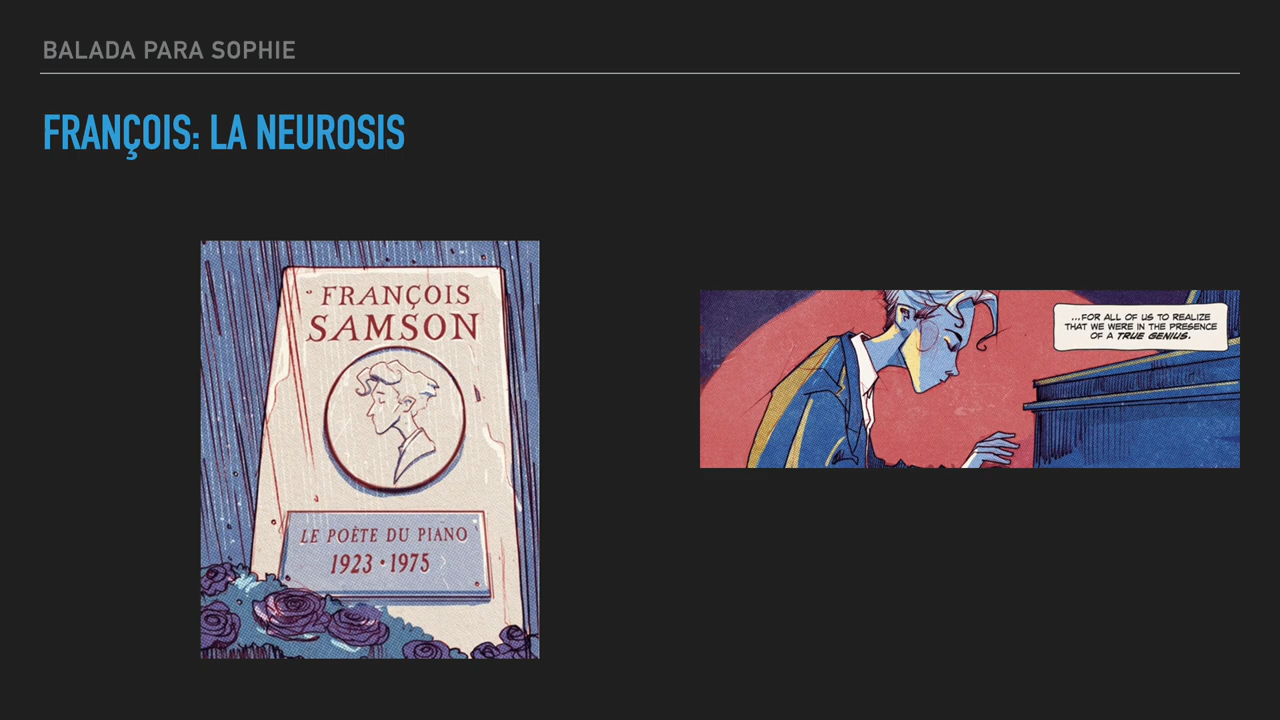 BALADA PARA SOPHIE
FRANÇOIS: LA NEUROSIS
FRANÇOIS
SAMSON
LE POÈTE DU PIANO
1923 · 1975
...FOR ALL OF US TO REALIZE
THAT WE WERE IN THE PRESENCE
OF A TRUE GENIUS.